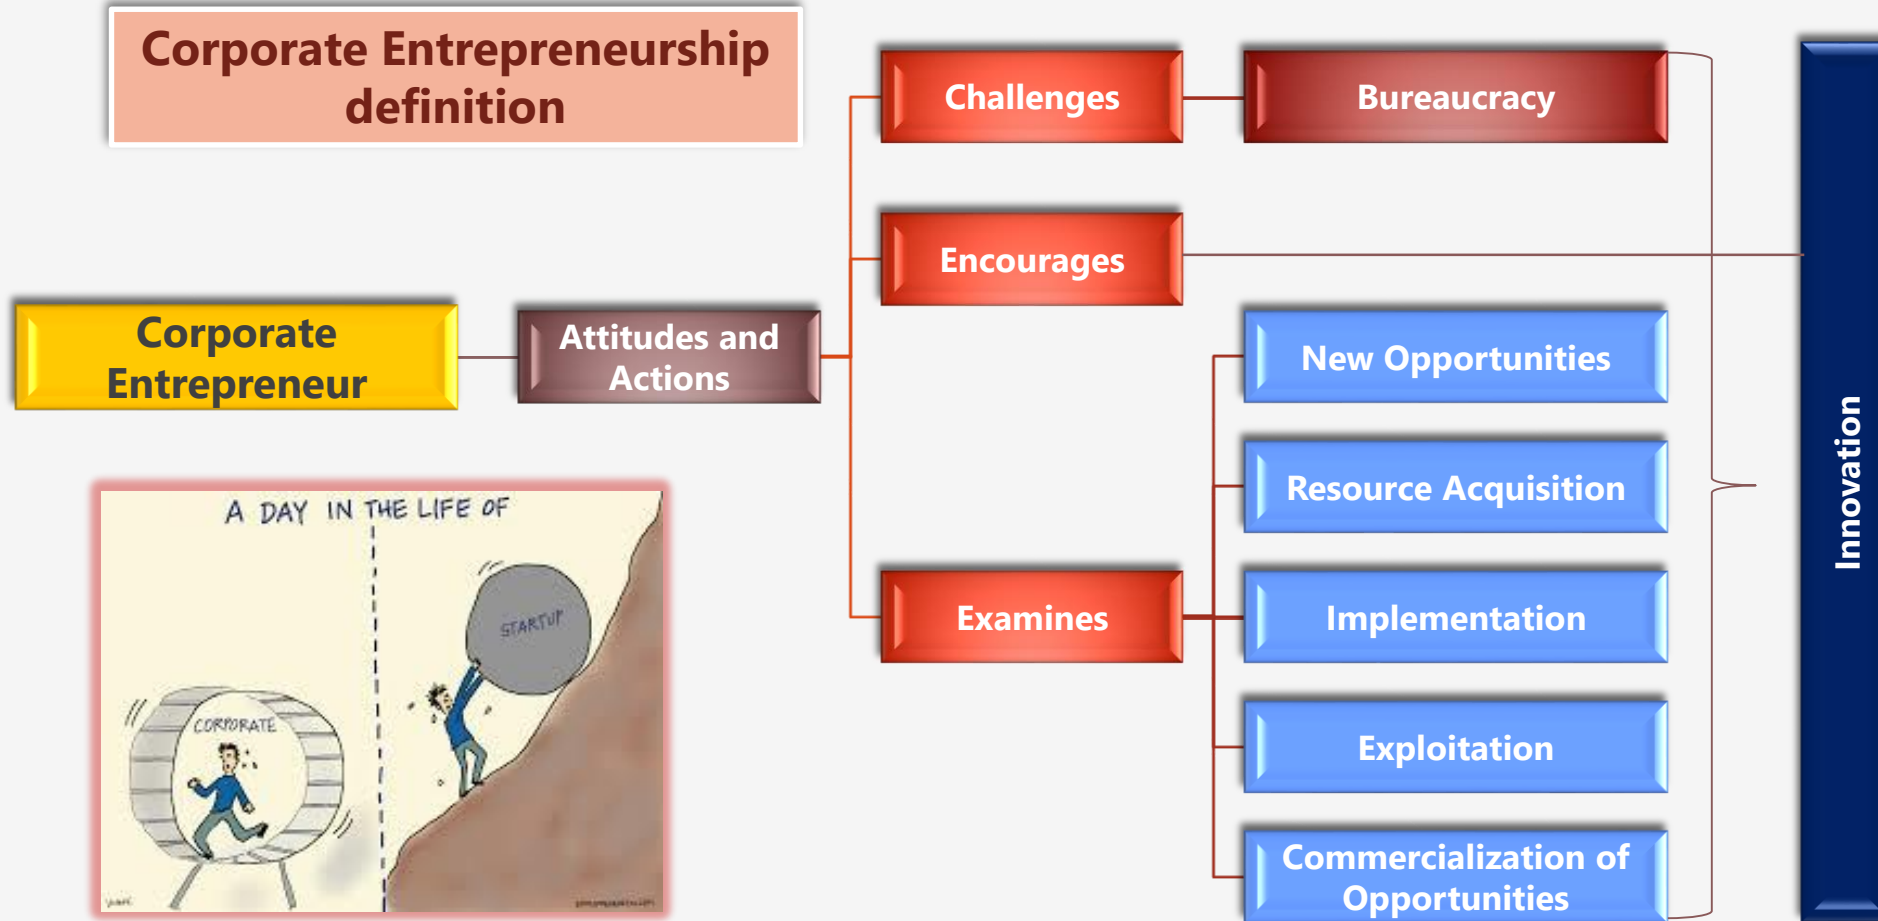 Corporate Entrepreneurship
definition
Challenges
Bureaucracy
Encourages
Corporate
Entrepreneur
Attitudes and
Actions
New Opportunities
Resource Acquisition
Examines
Implementation
Exploitation
Commercialization of
Opportunities
Innovation
A DAY IN THE LIFE OF
STARTUP
CORPORATE